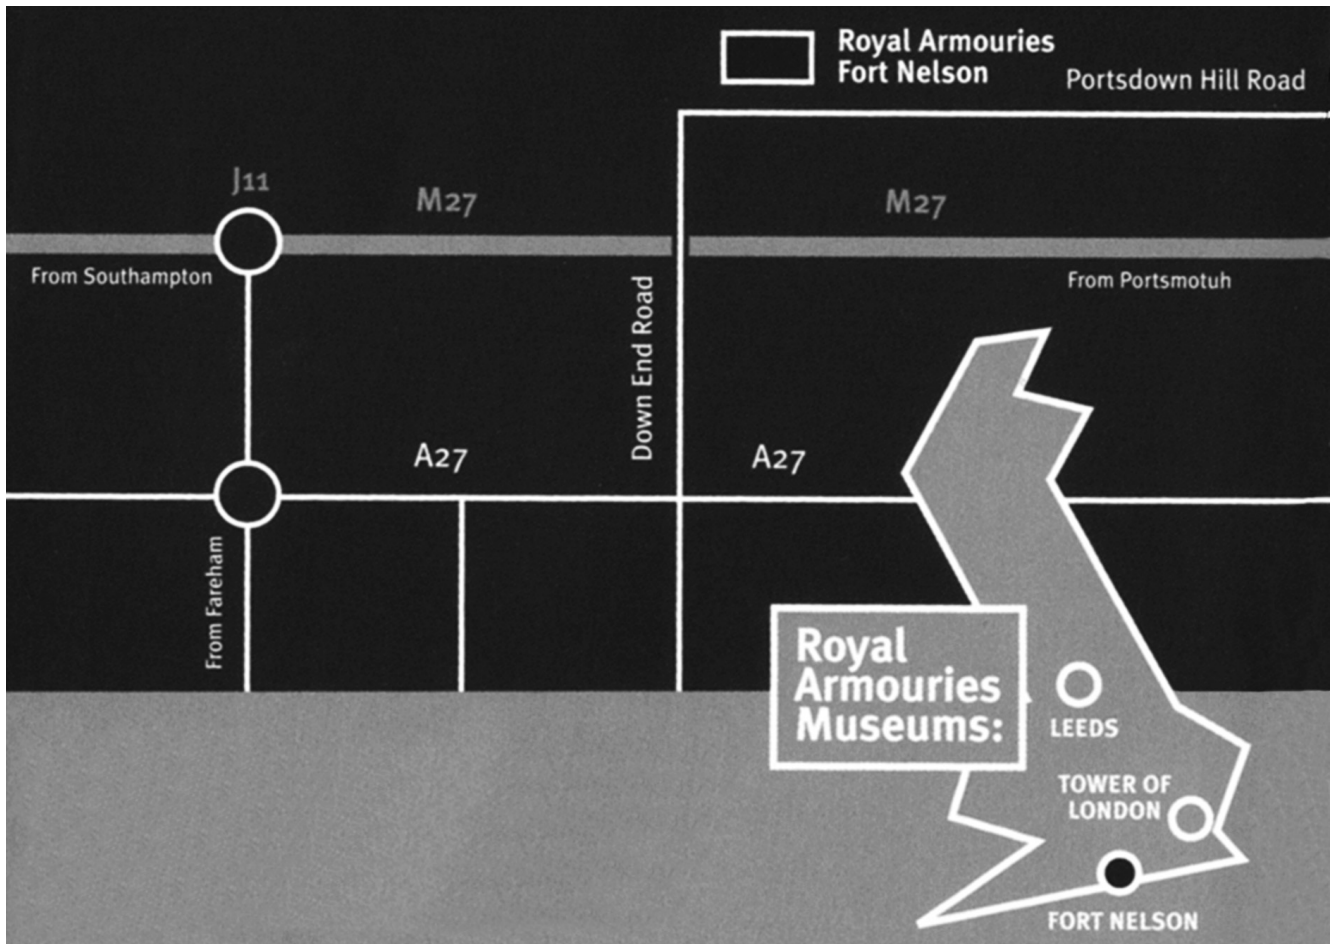 Royal Armouries
Fort Nelson
Portsdown Hill Road
J11
M27
M27
From Southampton
From Portsmotuh
Down End Road
A27
A27
From Fareham
Royal
Armouries
Museums:
LEEDS
TOWER OF
LONDON
FORT NELSON